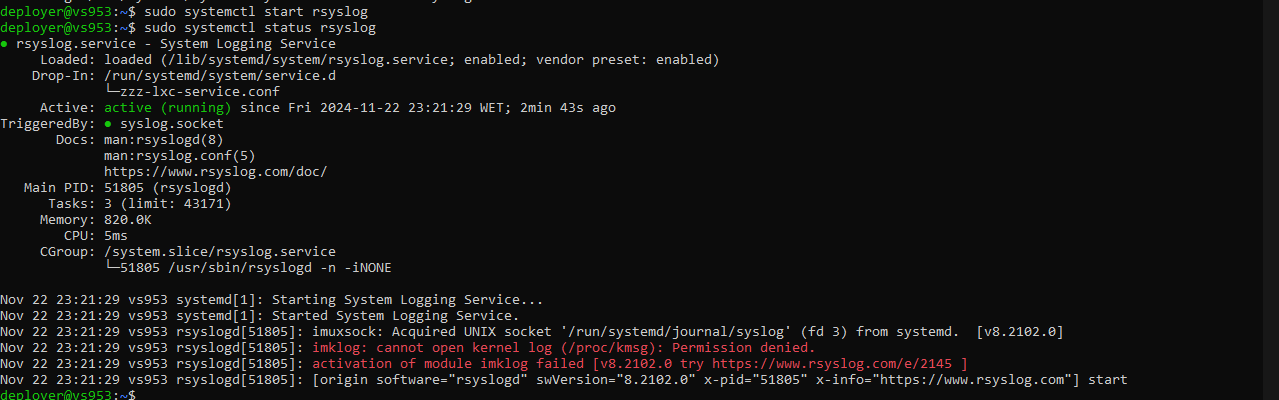 deployer@vs953:~$ sudo systemctl start rsyslog
deployer@vs953:~$ sudo systemctl status rsyslog
● rsyslog.service - System Logging Service
     Loaded: loaded (/lib/systemd/system/rsyslog.service; enabled; vendor preset: enabled)
    Drop-In: /run/systemd/system/service.d
             └─zzz-lxc-service.conf
     Active: active (running) since Fri 2024-11-22 23:21:29 WET; 2min 43s ago
TriggeredBy: ● syslog.socket
       Docs: man:rsyslogd(8)
             man:rsyslog.conf(5)
             https://www.rsyslog.com/doc/
   Main PID: 51805 (rsyslogd)
      Tasks: 3 (limit: 43171)
     Memory: 820.0K
        CPU: 5ms
     CGroup: /system.slice/rsyslog.service
             └─51805 /usr/sbin/rsyslogd -n -iNONE

Nov 22 23:21:29 vs953 systemd[1]: Starting System Logging Service...
Nov 22 23:21:29 vs953 systemd[1]: Started System Logging Service.
Nov 22 23:21:29 vs953 rsyslogd[51805]: imuxsock: Acquired UNIX socket '/run/systemd/journal/syslog' (fd 3) from systemd.  [v8.2102.0]
Nov 22 23:21:29 vs953 rsyslogd[51805]: imklog: cannot open kernel log (/proc/kmsg): Permission denied.
Nov 22 23:21:29 vs953 rsyslogd[51805]: activation of module imklog failed [v8.2102.0 try https://www.rsyslog.com/e/2145 ]
Nov 22 23:21:29 vs953 rsyslogd[51805]: [origin software="rsyslogd" swVersion="8.2102.0" x-pid="51805" x-info="https://www.rsyslog.com"] start
deployer@vs953:~$